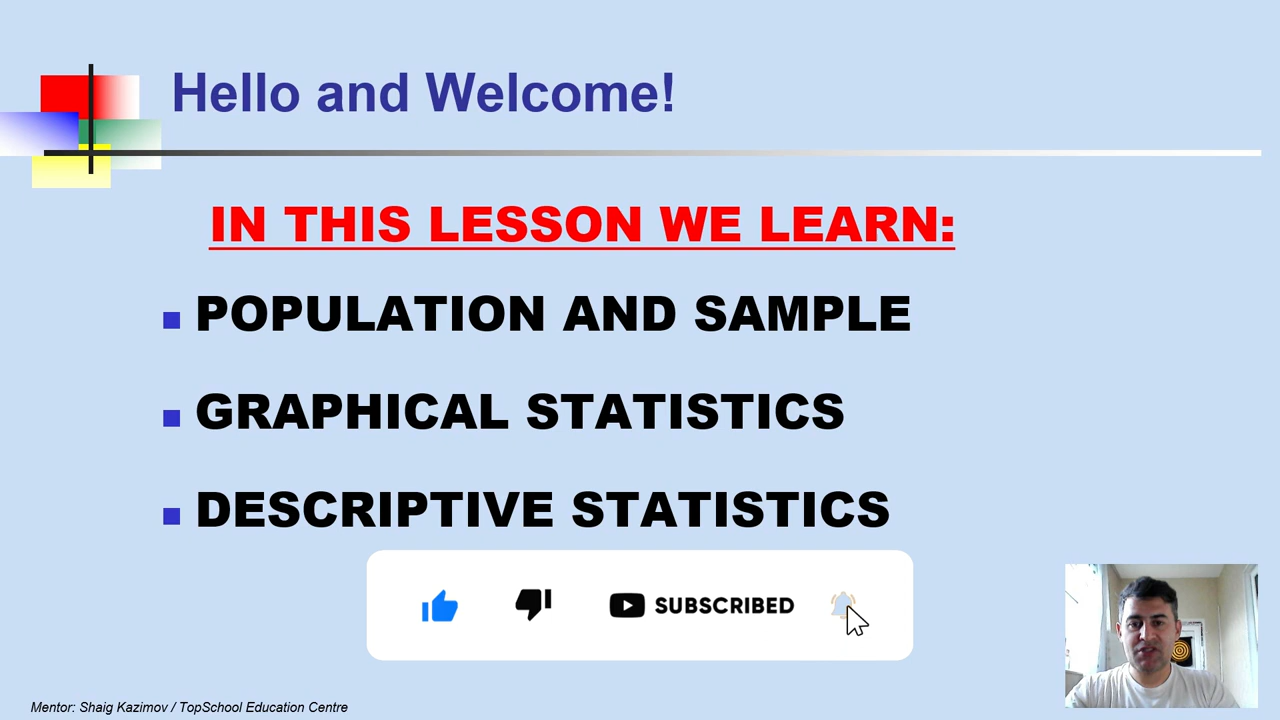 Hello and Welcome!
IN THIS LESSON WE LEARN:
POPULATION AND SAMPLE
GRAPHICAL STATISTICS
DESCRIPTIVE STATISTICS
SUBSCRIBED
Mentor: Shaig Kazimov / TopSchool Education Centre